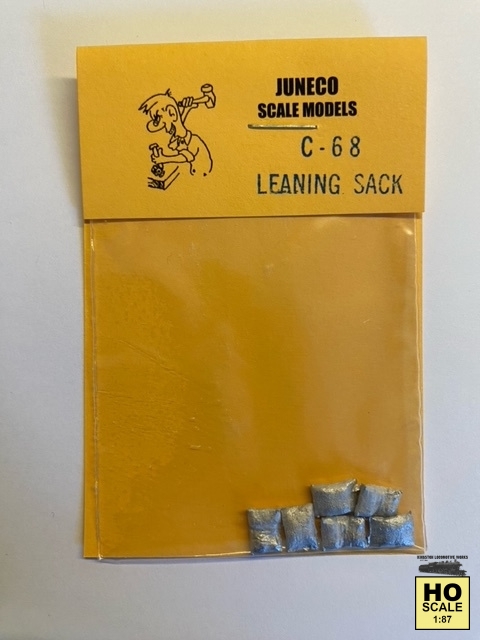 JUNECO
SCALE MODELS
C-68
LEANING SACK
HO
SCALE
1:87